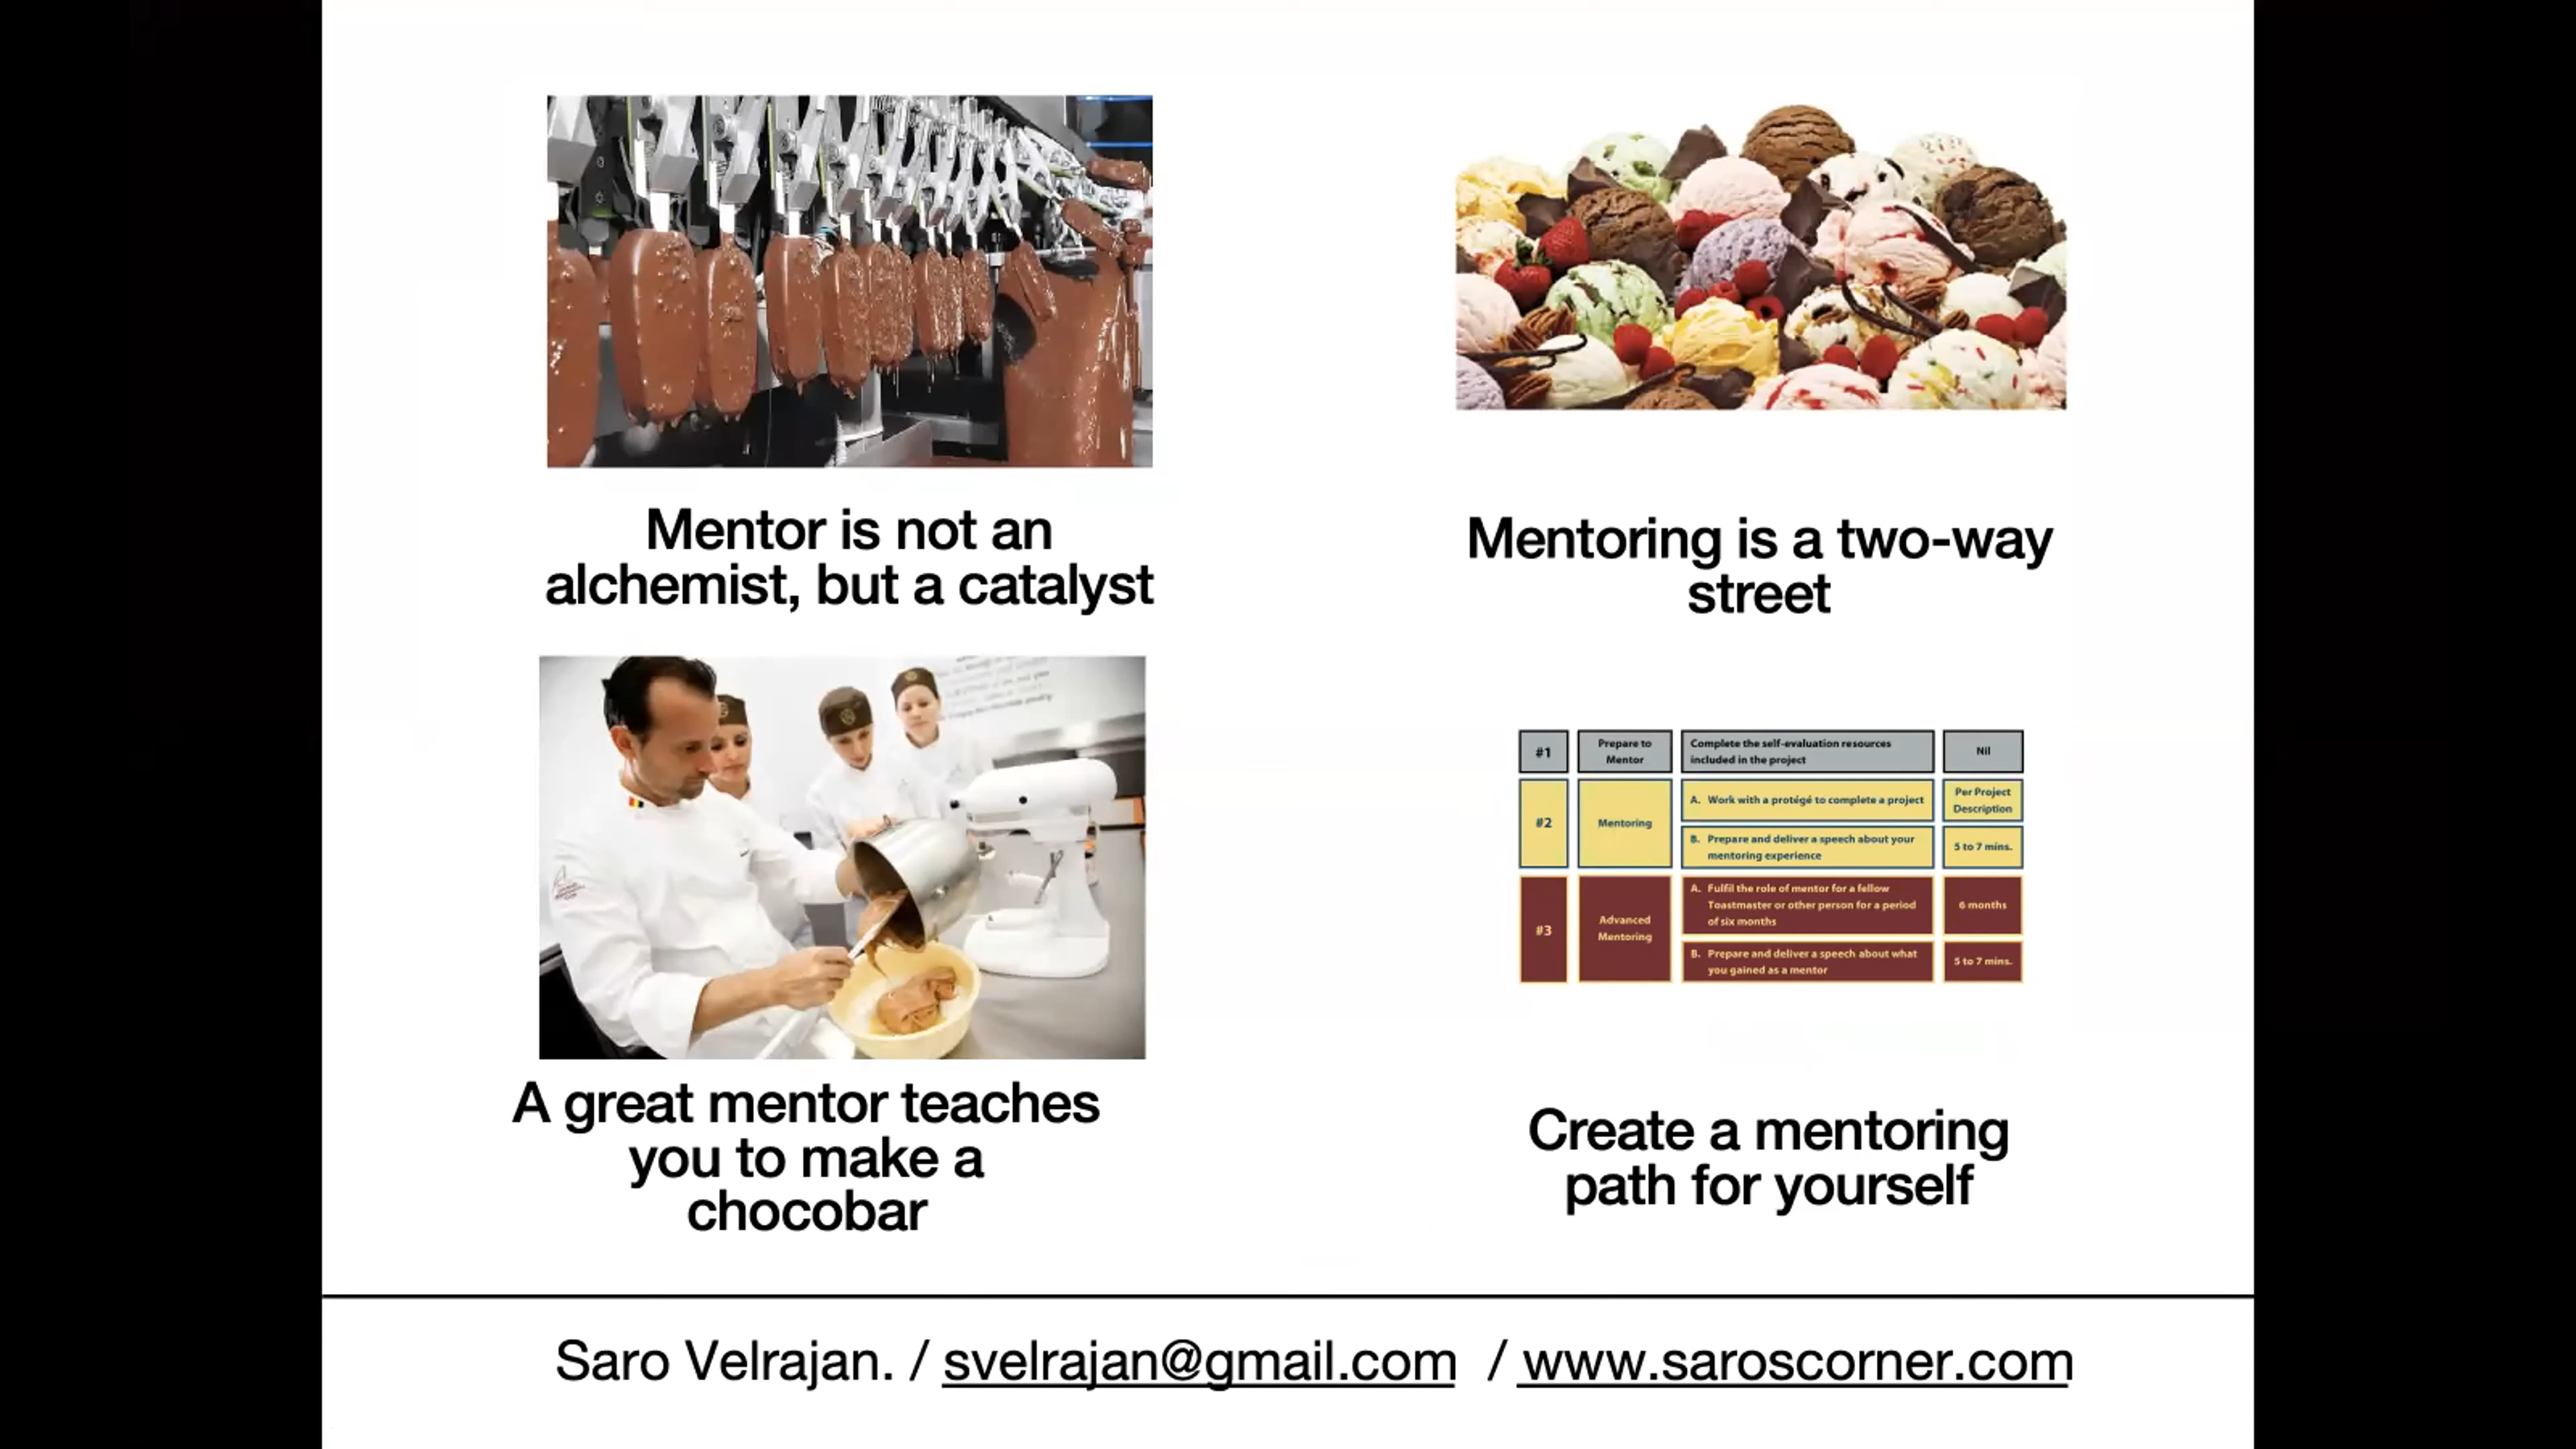 Mentor is not an
alchemist, but a catalyst
Mentoring is a two-way
street
A great mentor teaches
you to make a
chocobar
#1
Prepare to
Mentor
Complete the self-evaluation resources
included in the project
Nil
#2
Mentoring
A. Work with a protégé to complete a project
Per Project
Description
B. Prepare and deliver a speech about your
mentoring experience
5 to 7 mins.
#3
Advanced
Mentoring
A. Fulfil the role of mentor for a fellow
Toastmaster or other person for a period
of six months
6 months
B. Prepare and deliver a speech about what
you gained as a mentor
5 to 7 mins.
Create a mentoring
path for yourself
Saro Velrajan. / svelrajan@gmail.com / www.saroscorner.com